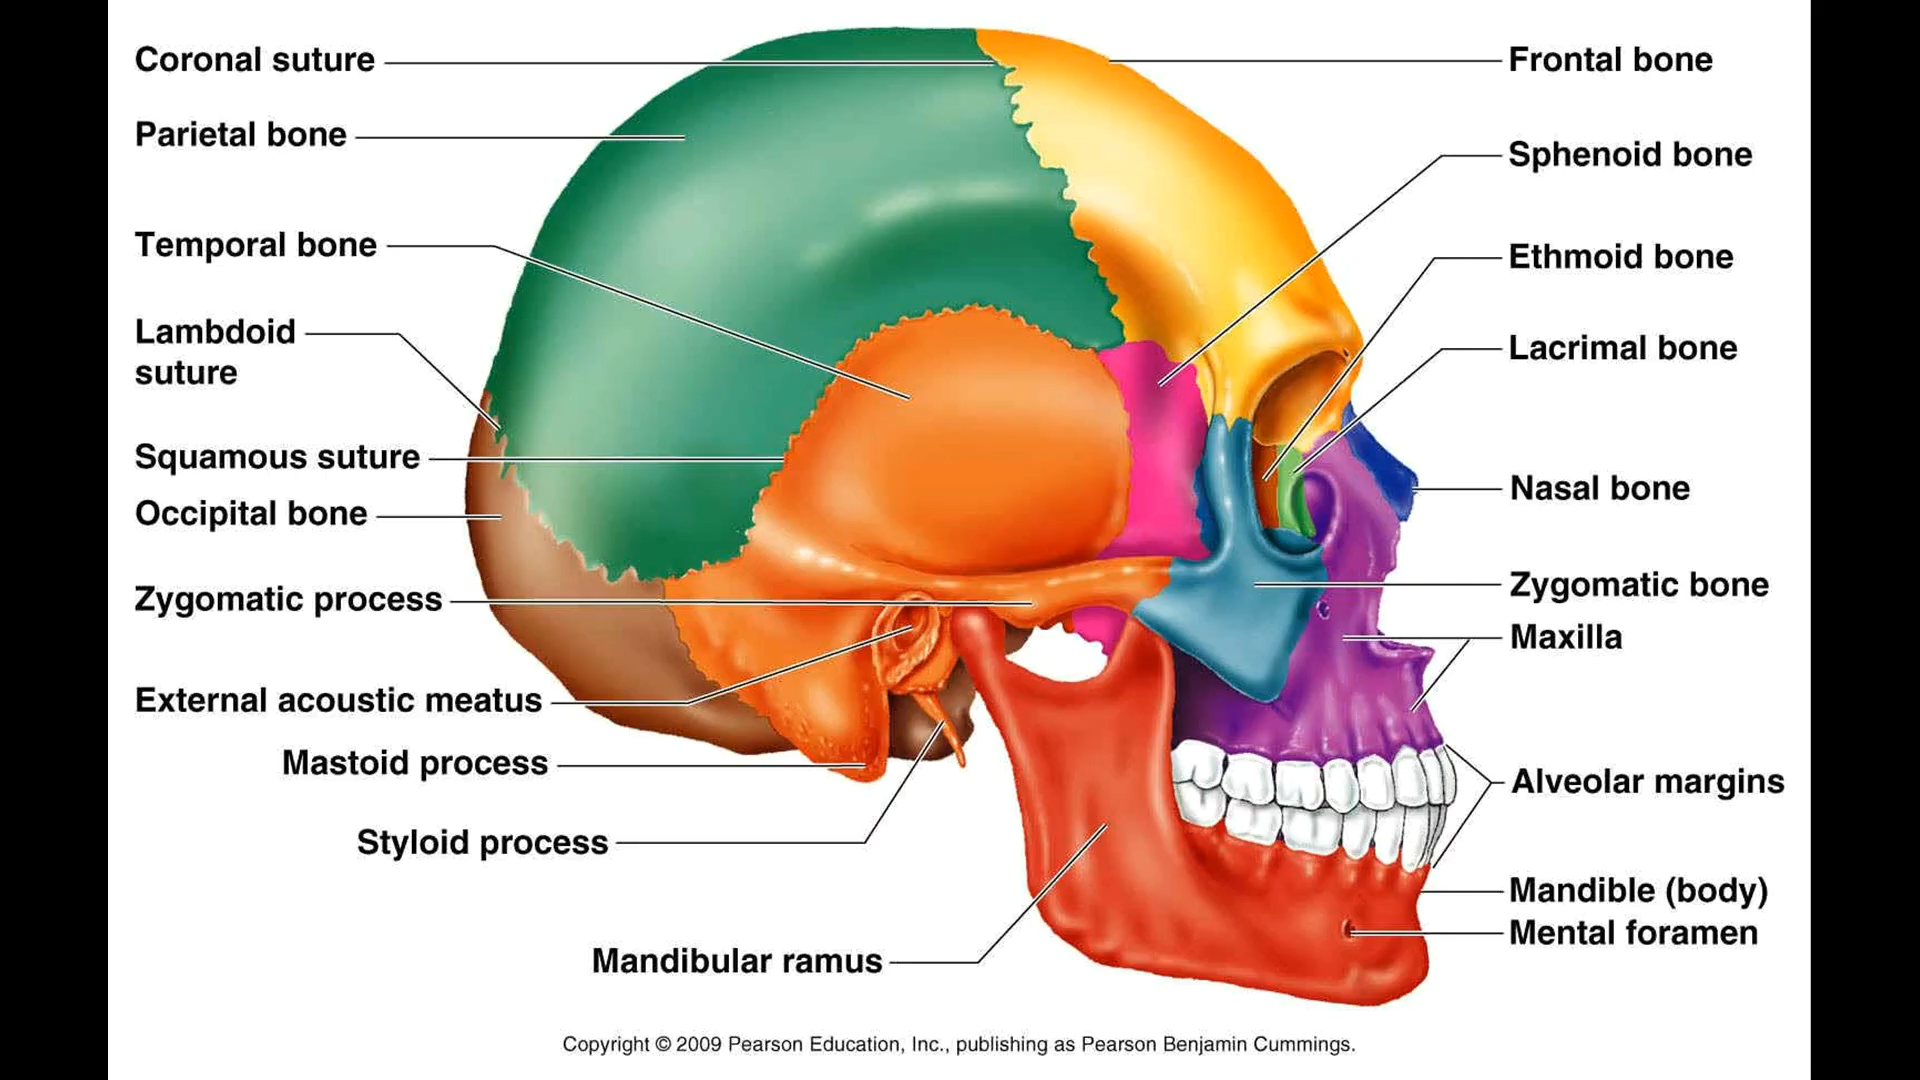 Coronal suture
Parietal bone
Temporal bone
Lambdoid
suture
Squamous suture
Occipital bone
Zygomatic process
External acoustic meatus
Mastoid process
Styloid process
Mandibular ramus
Frontal bone
Sphenoid bone
Ethmoid bone
Lacrimal bone
Nasal bone
Zygomatic bone
Maxilla
Alveolar margins
Mandible (body)
Mental foramen
Copyright © 2009 Pearson Education, Inc., publishing as Pearson Benjamin Cummings.